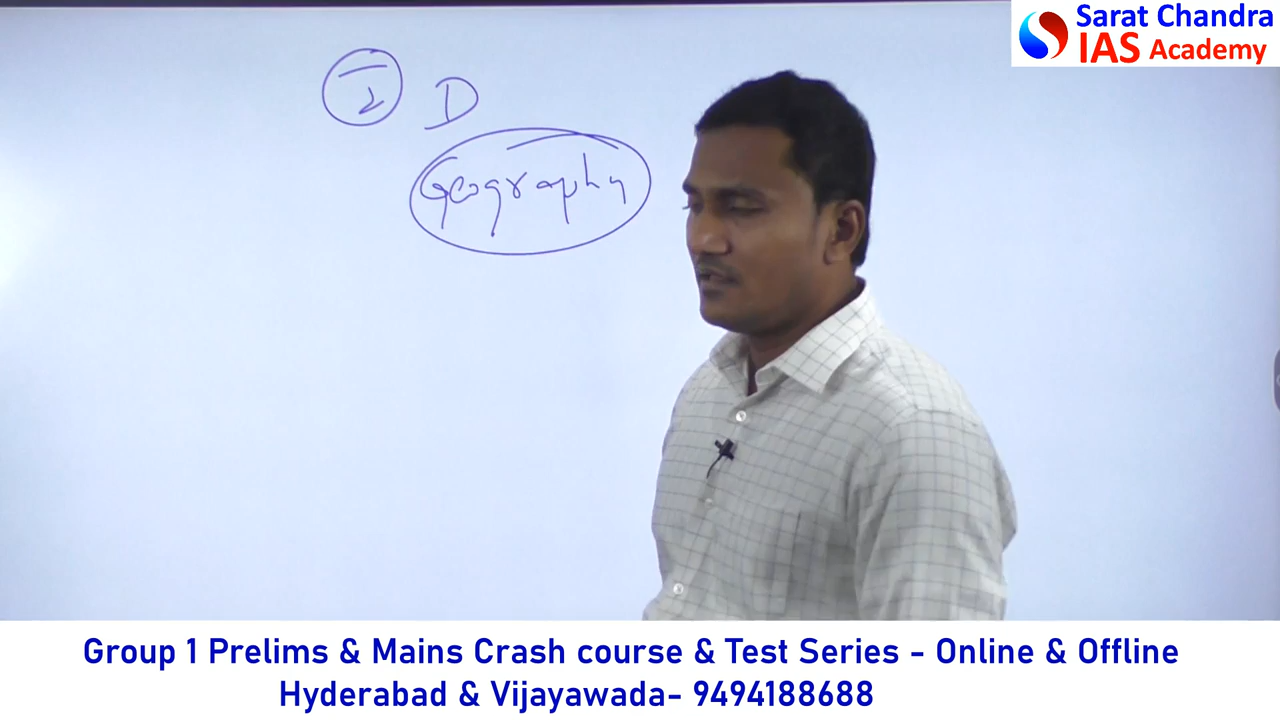 Sarat Chandra
IAS Academy
2
D
Geography
Group 1 Prelims & Mains Crash course & Test Series - Online & Offline
Hyderabad & Vijayawada- 9494188688